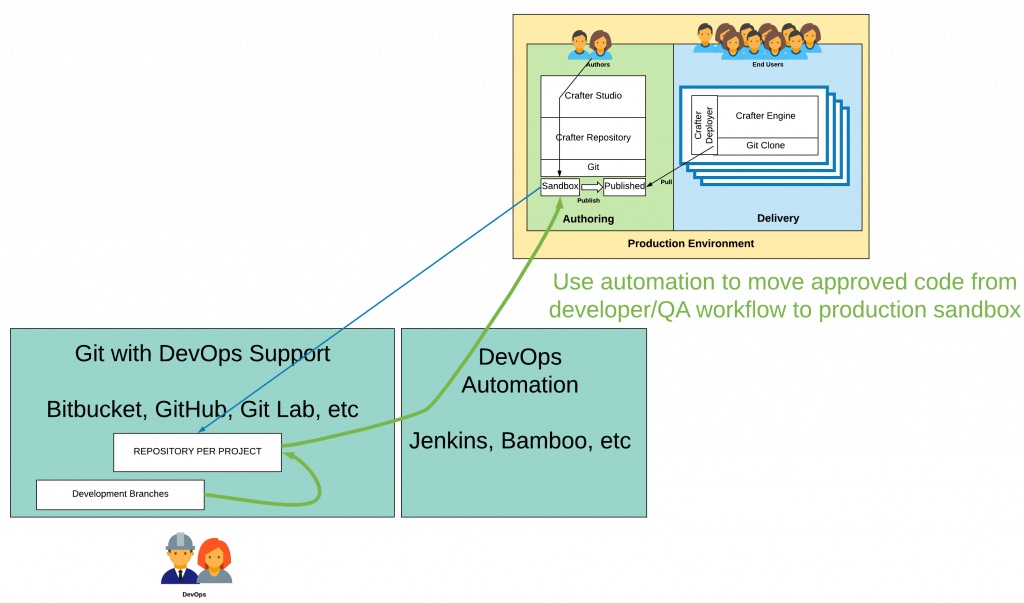 Authors
End Users
Crafter Studio
Crafter Repository
Git
Sandbox
Published
Publish
Pull
Crafter
Deployer
Crafter Engine
Git Clone
Authoring
Delivery
Production Environment
Use automation to move approved code from
developer/QA workflow to production sandbox
Git with DevOps Support
Bitbucket, GitHub, Git Lab, etc
REPOSITORY PER PROJECT
Development Branches
DevOps
Automation
Jenkins, Bamboo, etc
DevOps